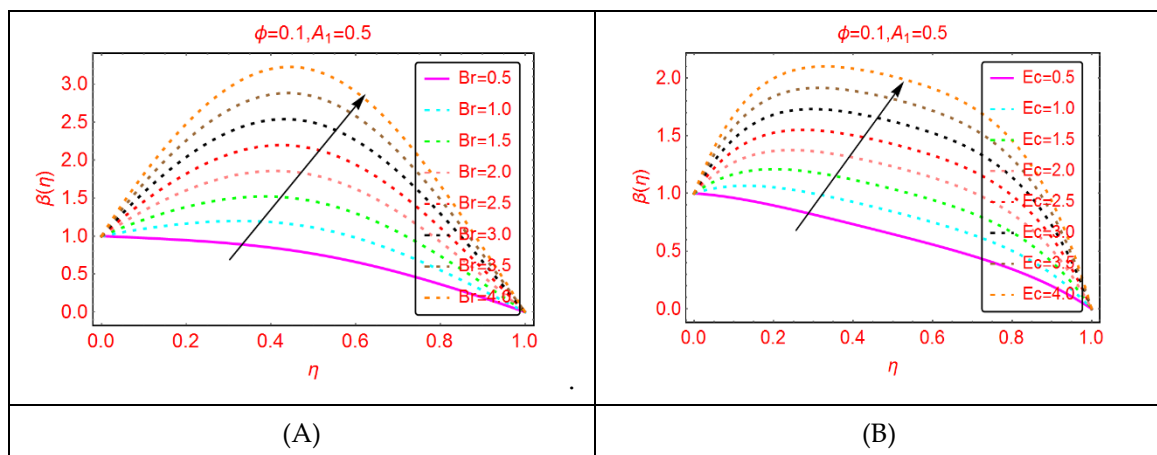 ϕ=0.1,A₁=0.5
β(η)
3.0
2.5
2.0
1.5
1.0
0.5
0.0
Br=0.5
Br=1.0
Br=1.5
Br=2.0
Br=2.5
Br=3.0
Br=3.5
Br=4.0
0.0 0.2 0.4 0.6 0.8 1.0
η
.
(A)
ϕ=0.1,A₁=0.5
β(η)
2.0
1.5
1.0
0.5
0.0
Ec=0.5
Ec=1.0
Ec=1.5
Ec=2.0
Ec=2.5
Ec=3.0
Ec=3.5
Ec=4.0
0.0 0.2 0.4 0.6 0.8 1.0
η
(B)